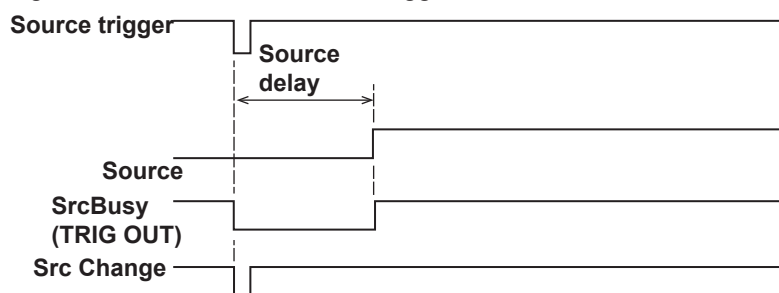 Source trigger
Source
delay
Source
SrcBusy
(TRIG OUT)
Src Change